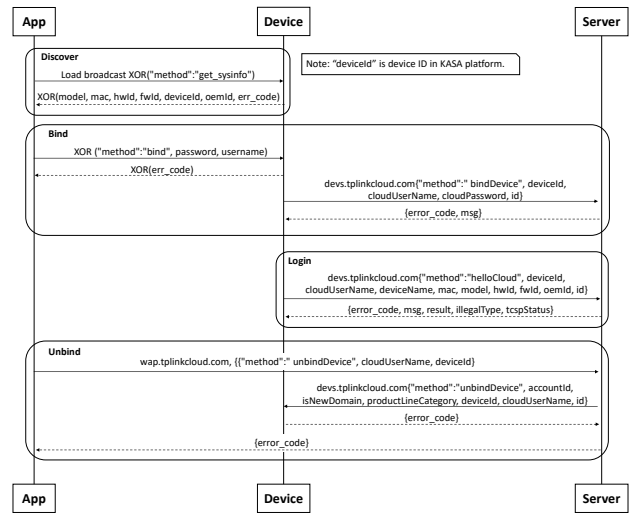 App
Device
Server
Discover
Note: “deviceId” is device ID in KASA platform.
Load broadcast XOR("method":"get_sysinfo")
XOR(model, mac, hwId, fwId, deviceId, oemId, err_code)
Bind
XOR ("method":"bind", password, username)
XOR(err_code)
devs.tplinkcloud.com{"method":" bindDevice", deviceId,
cloudUserName, cloudPassword, id}
{error_code, msg}
Login
devs.tplinkcloud.com{"method":"helloCloud", deviceId,
cloudUserName, deviceName, mac, model, hwId, fwId, oemId, id}
{error_code, msg, result, illegalType, tcspStatus}
Unbind
wap.tplinkcloud.com, {{"method":" unbindDevice", cloudUserName, deviceId}
devs.tplinkcloud.com{"method":"unbindDevice", accountId,
isNewDomain, productLineCategory, deviceId, cloudUserName, id}
{error_code}
{error_code}
App
Device
Server